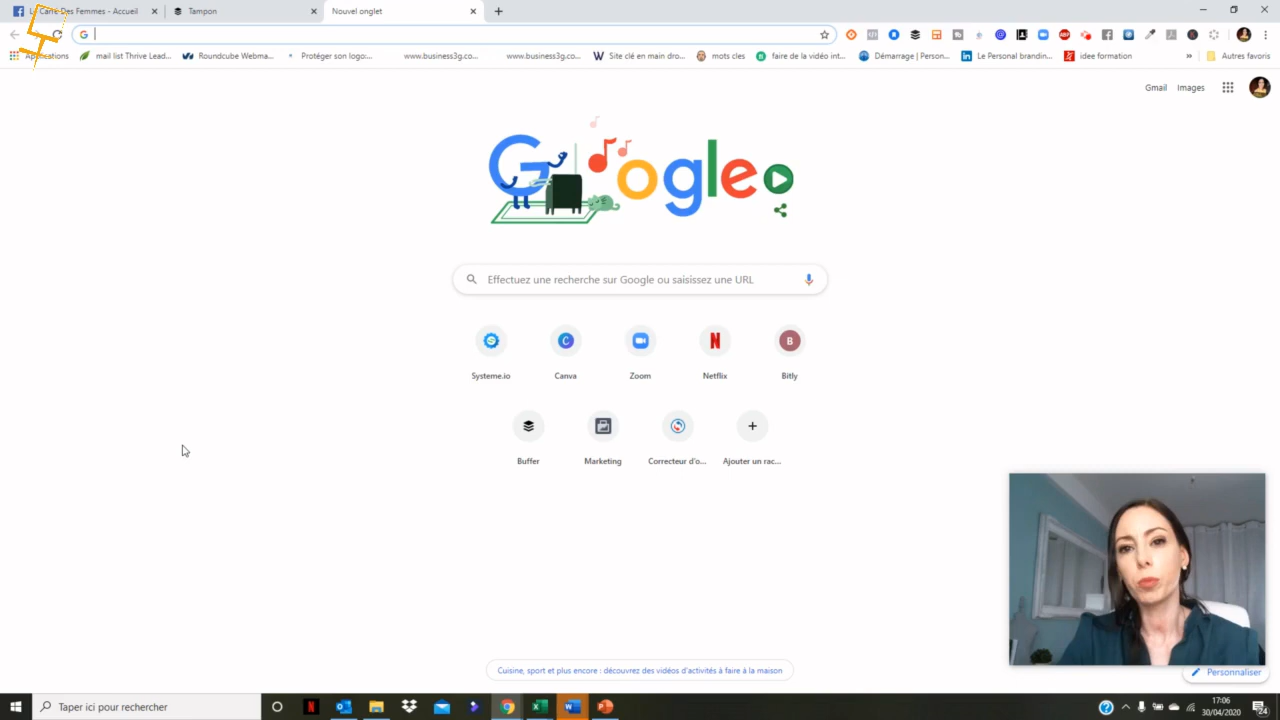 La Carte Des Femmes - Accueil
Tampon
Nouvel onglet
Applications
mail list Thrive Lead...
Roundcube Webma...
Protéger son logo...
www.business3g.co...
www.business3g.co...
Site clé en main dro...
mots cles
faire de la vidéo int...
Démarrage | Person...
Le Personal brandin...
idee formation
»
Autres favoris
Gmail
Images
Google
Effectuez une recherche sur Google ou saisissez une URL
Systeme.io
Canva
Zoom
Netflix
Bitly
Buffer
Marketing
Correcteur d'o...
Ajouter un rac...
Cuisine, sport et plus encore : découvrez des vidéos d'activités à faire à la maison
Personnaliser
Taper ici pour rechercher
17:06
30/04/2020
24